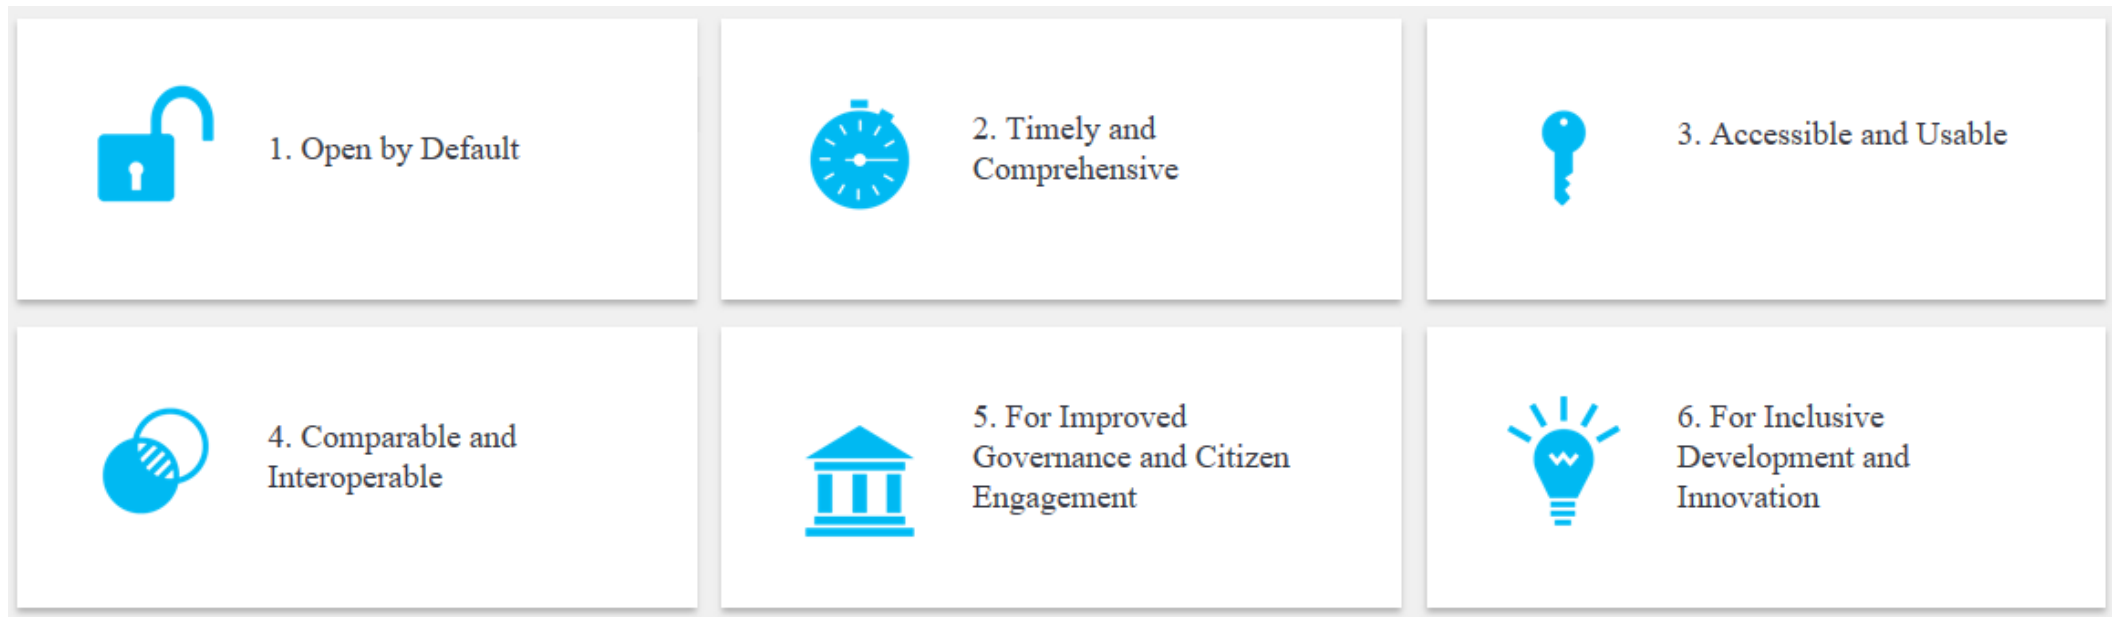 1. Open by Default
2. Timely and
Comprehensive
3. Accessible and Usable
4. Comparable and
Interoperable
5. For Improved
Governance and Citizen
Engagement
6. For Inclusive
Development and
Innovation